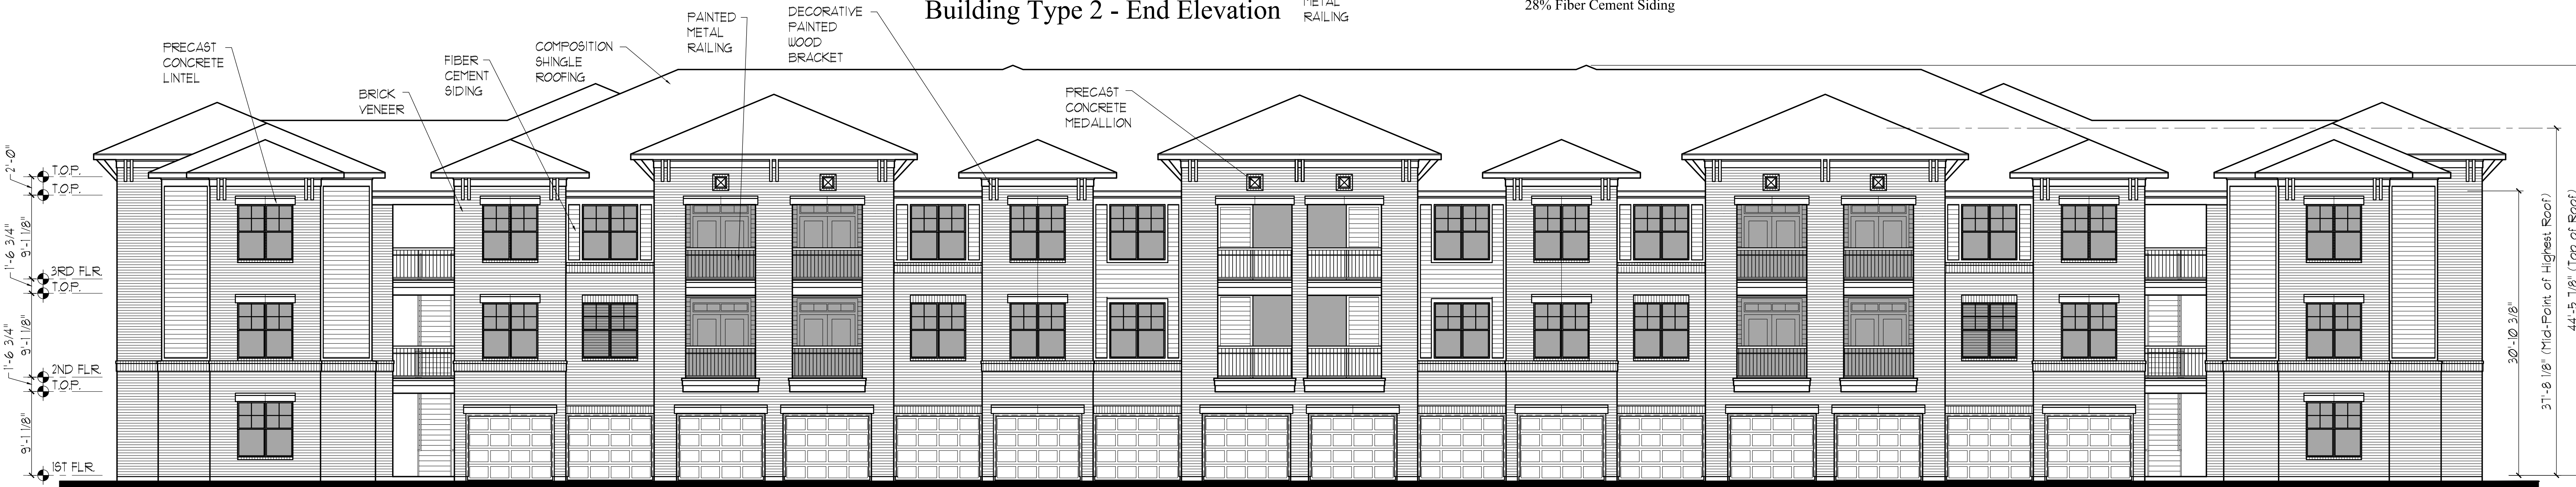 Building Type 2 - End Elevation
METAL
RAILING
28% Fiber Cement Siding
PRECAST
CONCRETE
LINTEL
BRICK
VENEER
FIBER
CEMENT
SIDING
COMPOSITION
SHINGLE
ROOFING
PAINTED
METAL
RAILING
DECORATIVE
PAINTED
WOOD
BRACKET
PRECAST
CONCRETE
MEDALLION
2'-0"
T.O.P.
T.O.P.
9'-1 1/8"
1'-6 3/4"
3RD FLR.
T.O.P.
9'-1 1/8"
1'-6 3/4"
2ND FLR.
T.O.P.
9'-1 1/8"
1ST FLR.
30'-10 3/8"
37'-8 1/8" (Mid-Point of Highest Roof)
44'-5 7/8" (Top of Roof)